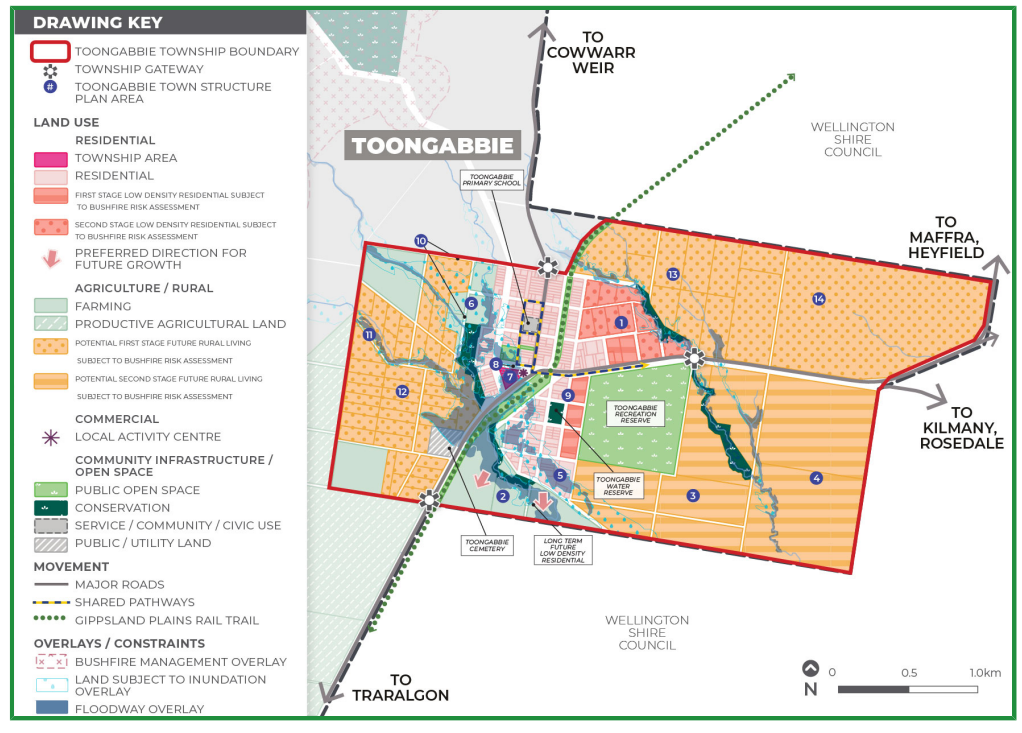 DRAWING KEY
TOONGABBIE TOWNSHIP BOUNDARY
TOWNSHIP GATEWAY
#
TOONGABBIE TOWN STRUCTURE
PLAN AREA
LAND USE
RESIDENTIAL
TOWNSHIP AREA
RESIDENTIAL
FIRST STAGE LOW DENSITY RESIDENTIAL SUBJECT
TO BUSHFIRE RISK ASSESSMENT
SECOND STAGE LOW DENSITY RESIDENTIAL SUBJECT
TO BUSHFIRE RISK ASSESSMENT
PREFERRED DIRECTION FOR
FUTURE GROWTH
AGRICULTURE / RURAL
FARMING
PRODUCTIVE AGRICULTURAL LAND
POTENTIAL FIRST STAGE FUTURE RURAL LIVING
SUBJECT TO BUSHFIRE RISK ASSESSMENT
POTENTIAL SECOND STAGE FUTURE RURAL LIVING
SUBJECT TO BUSHFIRE RISK ASSESSMENT
COMMERCIAL
LOCAL ACTIVITY CENTRE
COMMUNITY INFRASTRUCTURE /
OPEN SPACE
PUBLIC OPEN SPACE
CONSERVATION
SERVICE / COMMUNITY / CIVIC USE
PUBLIC / UTILITY LAND
MOVEMENT
MAJOR ROADS
SHARED PATHWAYS
GIPPSLAND PLAINS RAIL TRAIL
OVERLAYS / CONSTRAINTS
BUSHFIRE MANAGEMENT OVERLAY
LAND SUBJECT TO INUNDATION
OVERLAY
FLOODWAY OVERLAY
TO
COWWARR
WEIR
WELLINGTON
SHIRE
COUNCIL
TOONGABBIE
TOONGABBIE
PRIMARY SCHOOL
TO
MAFFRA,
HEYFIELD
10
13
14
6
11
1
8
7
12
9
TOONGABBIE
RECREATION
RESERVE
TO
KILMANY,
ROSEDALE
TOONGABBIE
WATER
RESERVE
5
4
2
3
TOONGABBIE
CEMETERY
LONG TERM
FUTURE
LOW DENSITY
RESIDENTIAL
WELLINGTON
SHIRE
COUNCIL
TO
TRARALGON
N
0
0.5
1.0km